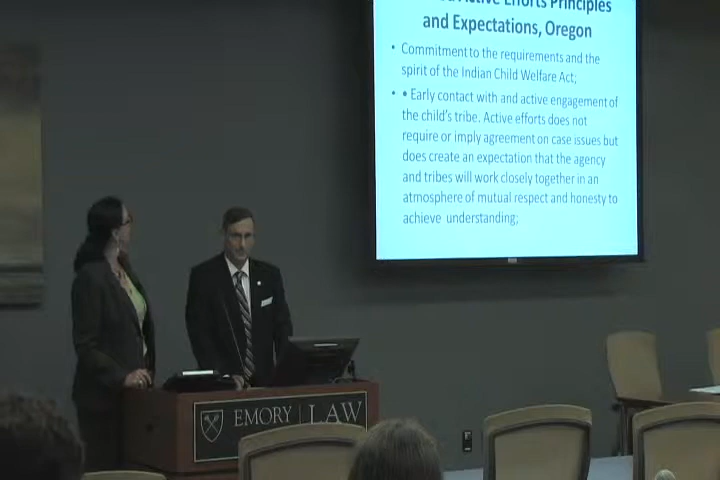 Active Efforts Principles
and Expectations, Oregon
• Commitment to the requirements and the
spirit of the Indian Child Welfare Act;
• • Early contact with and active engagement of
the child's tribe. Active efforts does not
require or imply agreement on case issues but
does create an expectation that the agency
and tribes will work closely together in an
atmosphere of mutual respect and honesty to
achieve understanding;
EMORY | LAW